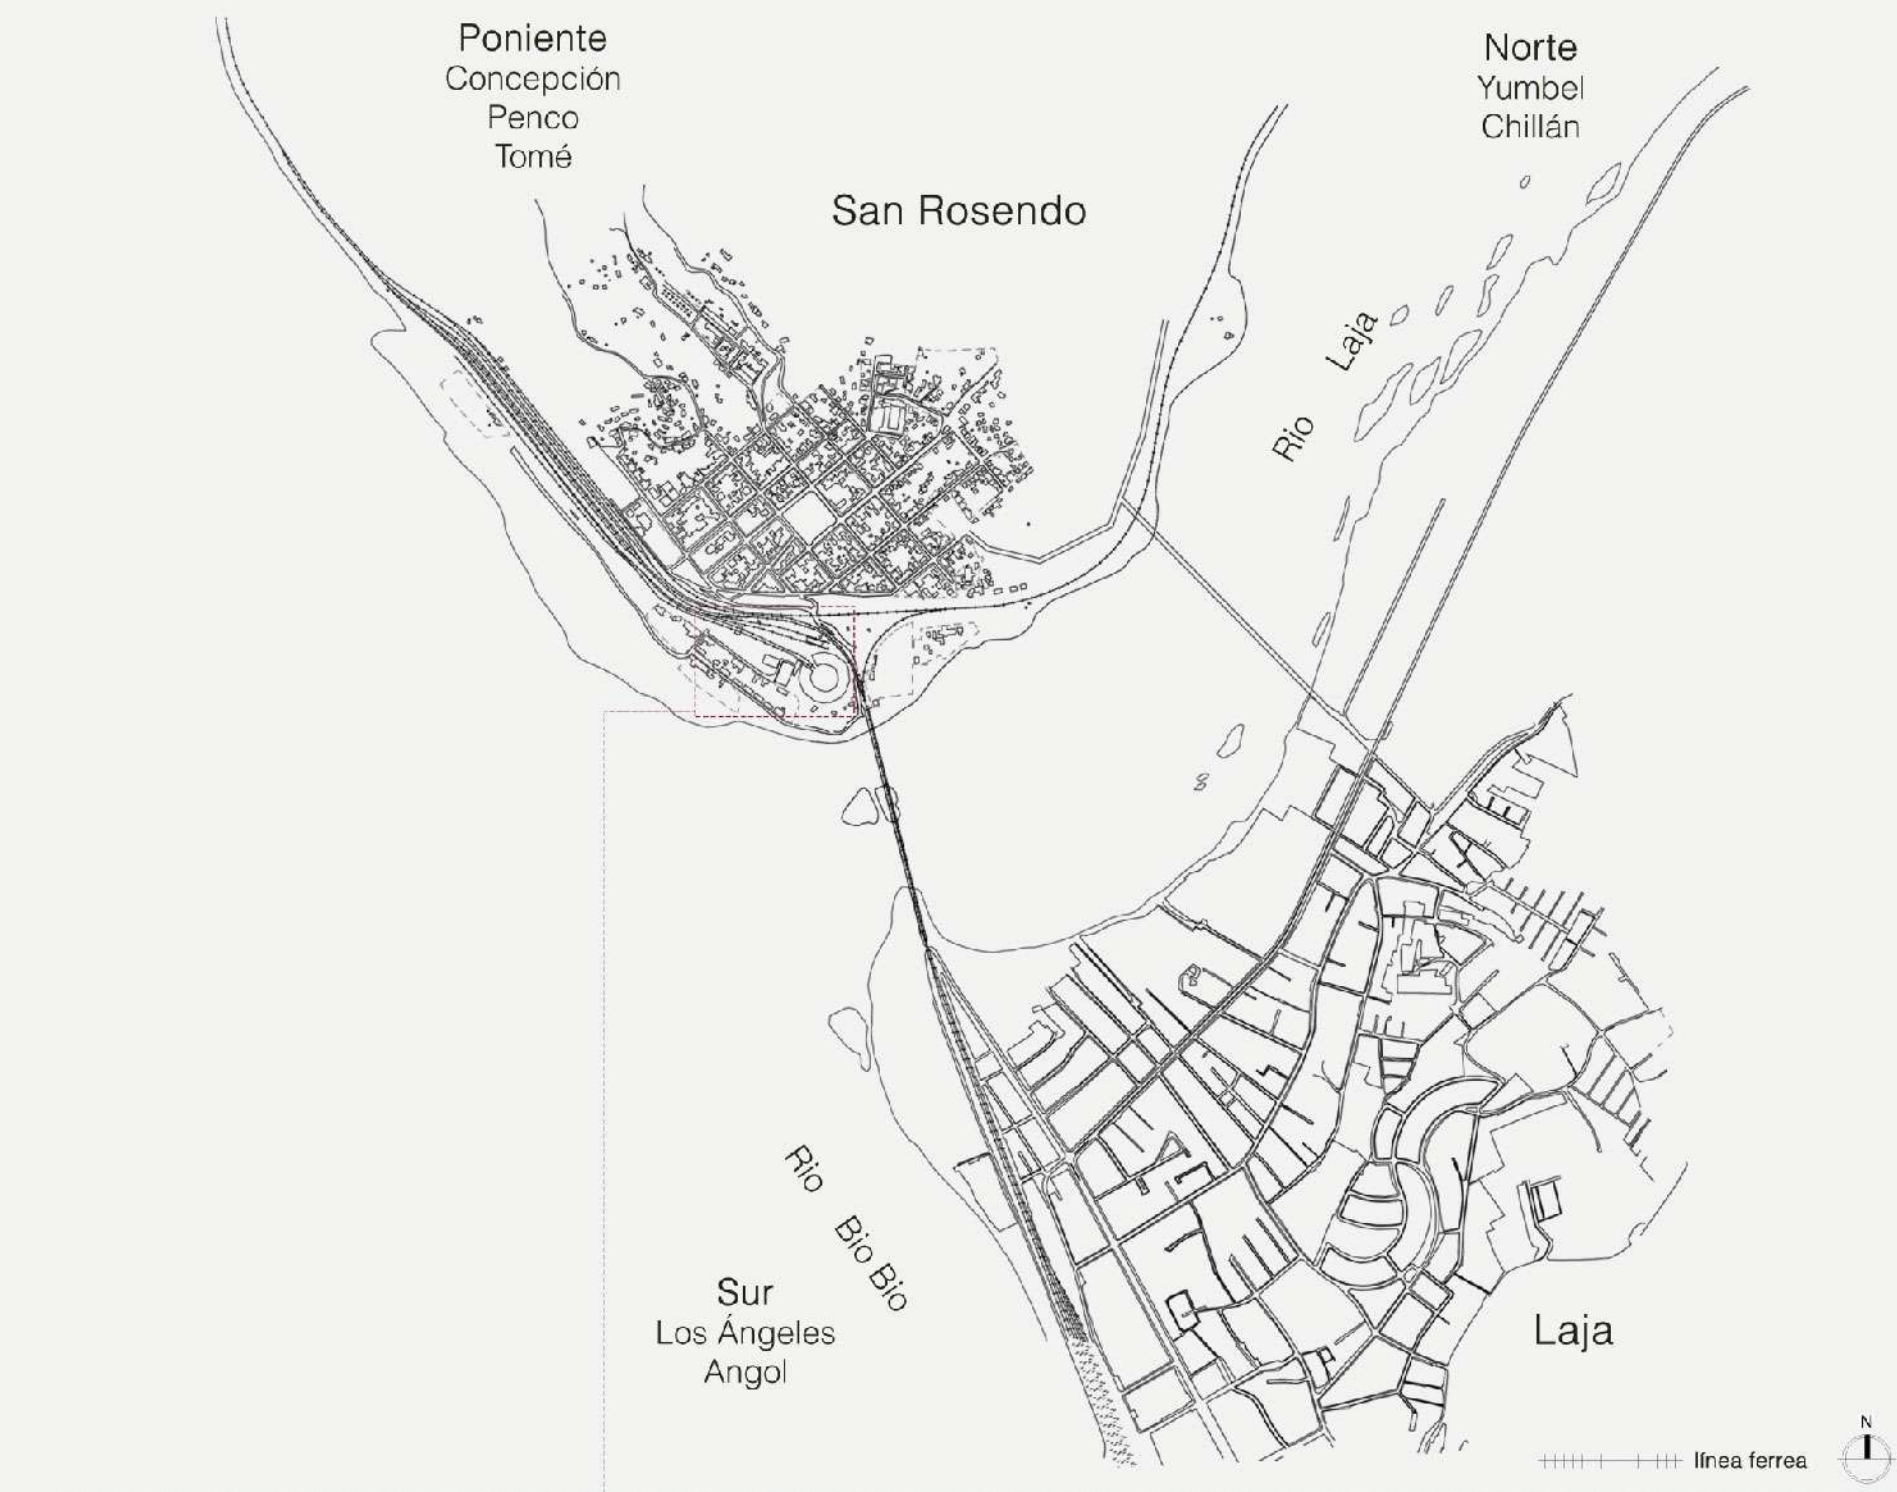 Poniente
Concepción
Penco
Tomé
Norte
Yumbel
Chillán
San Rosendo
Rio Laja
Rio Bio Bio
Sur
Los Ángeles
Angol
Laja
N
línea ferrea